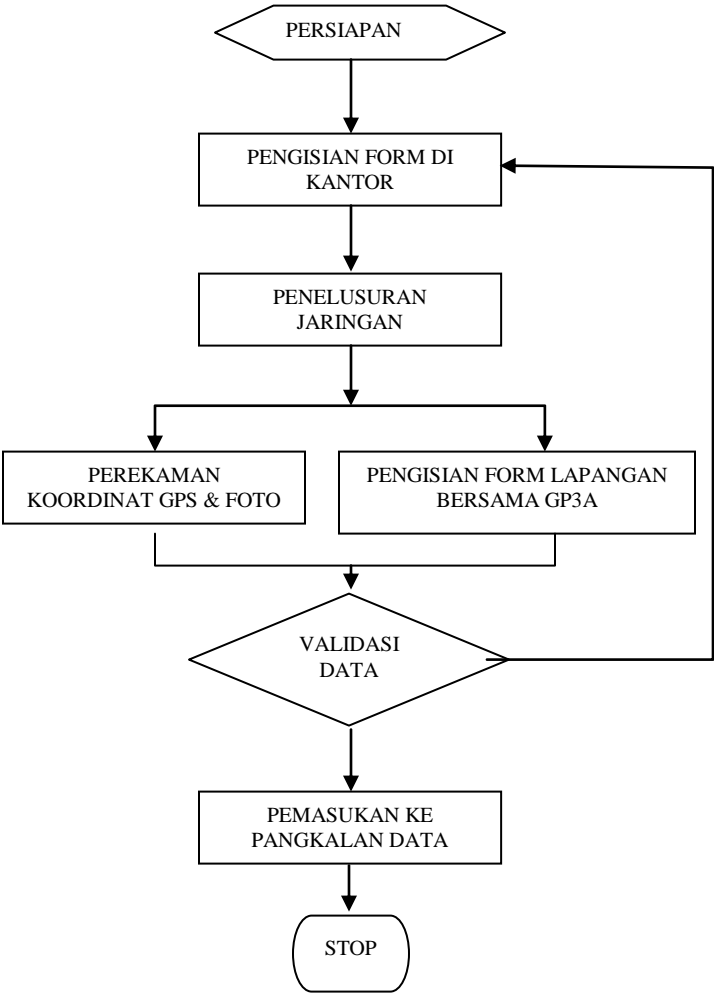 PERSIAPAN
PENGISIAN FORM DI
KANTOR
PENELUSURAN
JARINGAN
PEREKAMAN
KOORDINAT GPS & FOTO
PENGISIAN FORM LAPANGAN
BERSAMA GP3A
VALIDASI
DATA
PEMASUKAN KE
PANGKALAN DATA
STOP